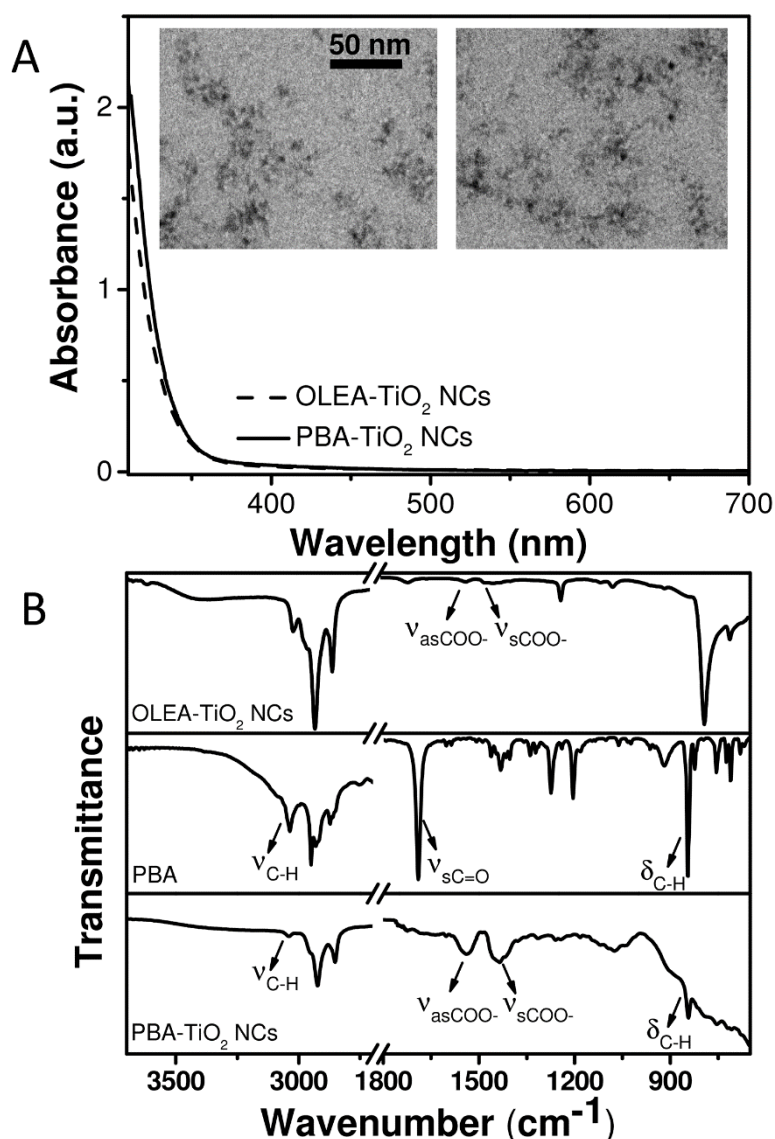 A
50 nm
2
1
0
Absorbance (a.u.)
OLEA-TiO₂ NCs
PBA-TiO₂ NCs
400 500 600 700
Wavelength (nm)
B
νasCOO- νsCOO-
OLEA-TiO₂ NCs
νC-H
νsC=O
δC-H
PBA
νC-H
νasCOO- νsCOO-
δC-H
PBA-TiO₂ NCs
Transmittance
3500 3000 1800 1500 1200 900
Wavenumber (cm⁻¹)